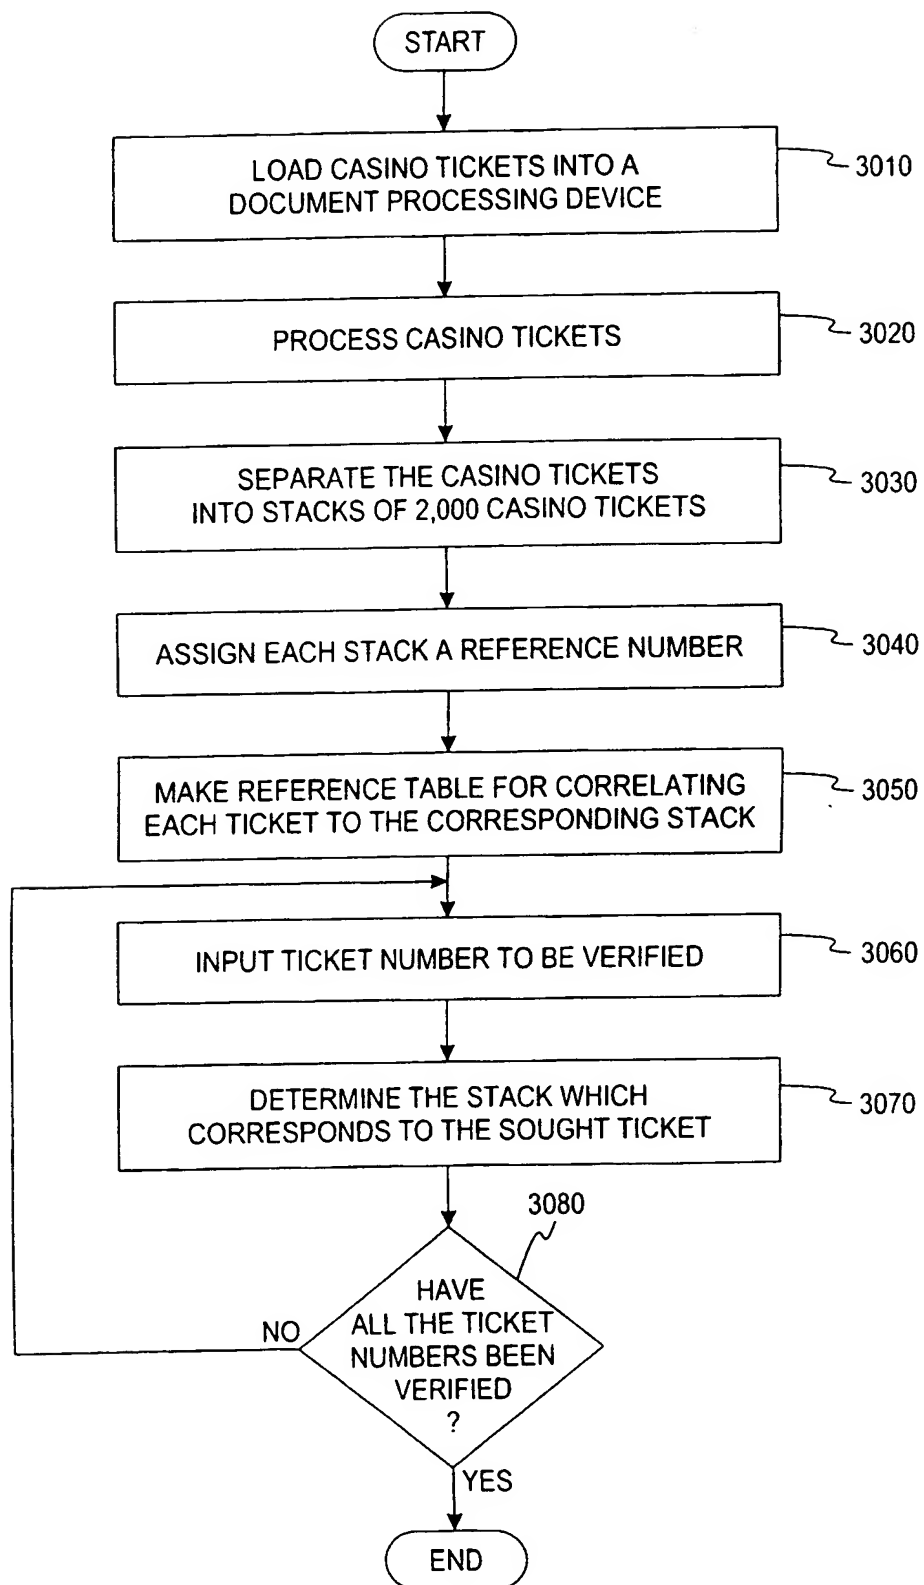 START
LOAD CASINO TICKETS INTO A
DOCUMENT PROCESSING DEVICE
3010
PROCESS CASINO TICKETS
3020
SEPARATE THE CASINO TICKETS
INTO STACKS OF 2,000 CASINO TICKETS
3030
ASSIGN EACH STACK A REFERENCE NUMBER
3040
MAKE REFERENCE TABLE FOR CORRELATING
EACH TICKET TO THE CORRESPONDING STACK
3050
INPUT TICKET NUMBER TO BE VERIFIED
3060
DETERMINE THE STACK WHICH
CORRESPONDS TO THE SOUGHT TICKET
3070
3080
HAVE
ALL THE TICKET
NUMBERS BEEN
VERIFIED
?
NO
YES
END